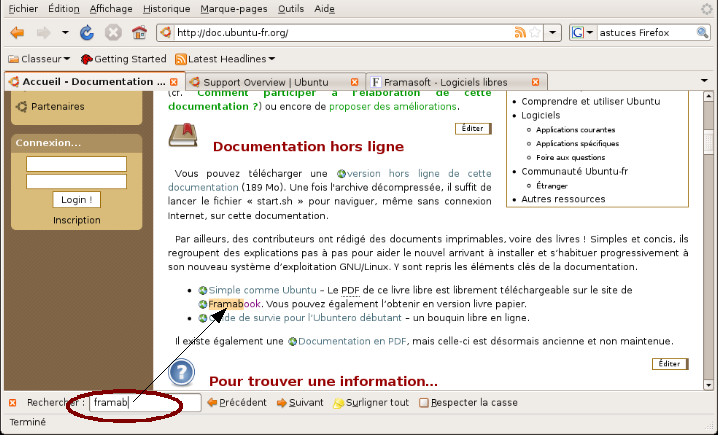 Fichier Édition Affichage Historique Marque-pages Outils Aide
http://doc.ubuntu-fr.org/
astuces Firefox
Classeur Getting Started Latest Headlines
Accueil - Documentation ... Support Overview | Ubuntu Framasoft - Logiciels libres
Partenaires
Connexion...
Login !
Inscription
(cf. Comment participer à l'élaboration de cette
documentation ?) ou encore de proposer des améliorations.
Éditer
Documentation hors ligne
Vous pouvez télécharger une version hors ligne de cette
documentation (189 Mo). Une fois l'archive décompressée, il suffit de
lancer le fichier « start.sh » pour naviguer, même sans connexion
Internet, sur cette documentation.
Comprendre et utiliser Ubuntu
Logiciels
Applications courantes
Applications spécifiques
Foire aux questions
Communauté Ubuntu-fr
Étranger
Autres ressources
Par ailleurs, des contributeurs ont rédigé des documents imprimables, voire des livres ! Simples et concis, ils
regroupent des explications pas à pas pour aider le nouvel arrivant à installer et s'habituer progressivement à
son nouveau système d'exploitation GNU/Linux. Y sont repris les éléments clés de la documentation.
Simple comme Ubuntu – Le PDF de ce livre libre est librement téléchargeable sur le site de
Framabook. Vous pouvez également l'obtenir en version livre papier.
de de survie pour l'Ubuntero débutant – un bouquin libre en ligne.
Il existe également une Documentation en PDF, mais celle-ci est désormais ancienne et non maintenue.
Éditer
Pour trouver une information...
Rechercher : framab Précédent Suivant Surligner tout Respecter la casse
Terminé